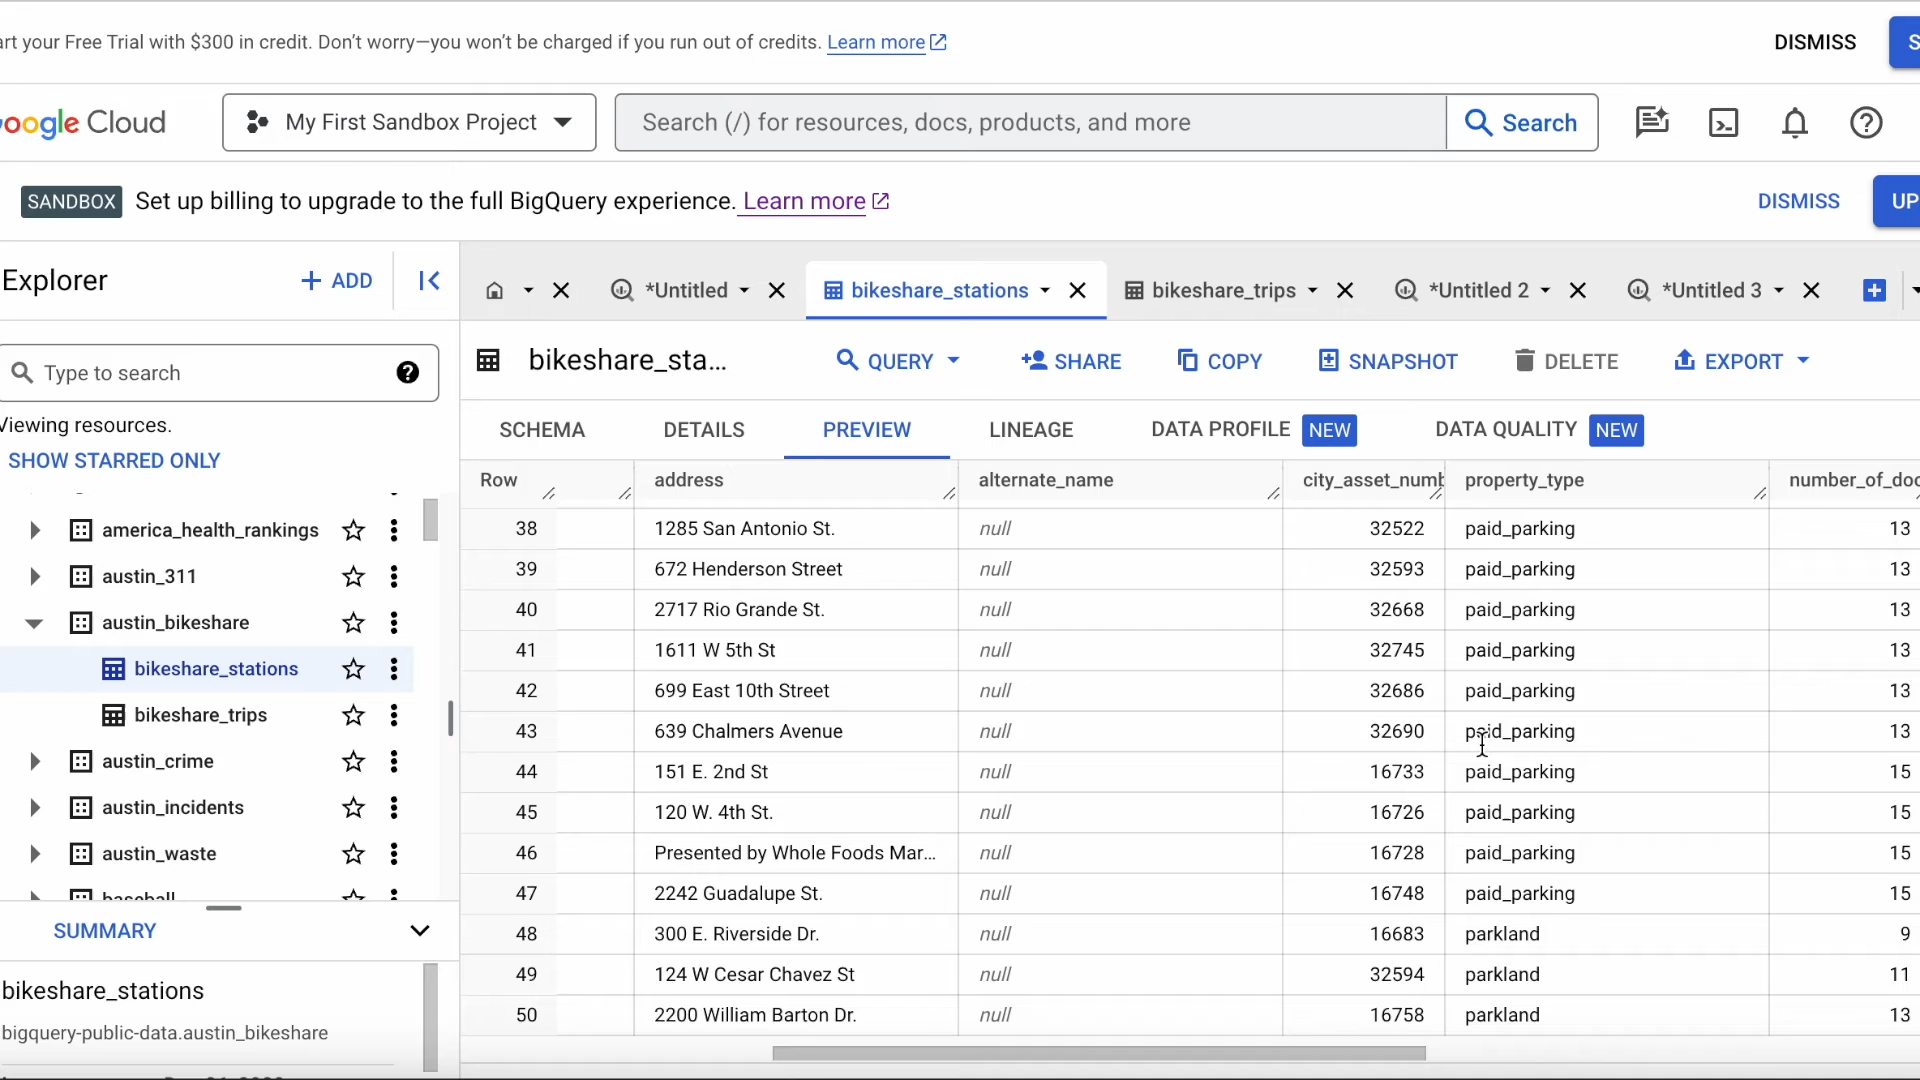 art your Free Trial with $300 in credit. Don't worry—you won't be charged if you run out of credits. Learn more DISMISS S
oogle Cloud My First Sandbox Project Search (/) for resources, docs, products, and more Search
SANDBOX Set up billing to upgrade to the full BigQuery experience. Learn more DISMISS UP
Explorer + ADD *Untitled bikeshare_stations bikeshare_trips *Untitled 2 *Untitled 3
Type to search
Viewing resources.
SHOW STARRED ONLY
america_health_rankings
austin_311
austin_bikeshare
bikeshare_stations
bikeshare_trips
austin_crime
austin_incidents
austin_waste
baseball
SUMMARY
bikeshare_stations
bigquery-public-data.austin_bikeshare
bikeshare_sta... QUERY SHARE COPY SNAPSHOT DELETE EXPORT
SCHEMA DETAILS PREVIEW LINEAGE DATA PROFILE NEW DATA QUALITY NEW
Row address alternate_name city_asset_numb property_type number_of_doc
38 1285 San Antonio St. null 32522 paid_parking 13
39 672 Henderson Street null 32593 paid_parking 13
40 2717 Rio Grande St. null 32668 paid_parking 13
41 1611 W 5th St null 32745 paid_parking 13
42 699 East 10th Street null 32686 paid_parking 13
43 639 Chalmers Avenue null 32690 paid_parking 13
44 151 E. 2nd St null 16733 paid_parking 15
45 120 W. 4th St. null 16726 paid_parking 15
46 Presented by Whole Foods Mar... null 16728 paid_parking 15
47 2242 Guadalupe St. null 16748 paid_parking 15
48 300 E. Riverside Dr. null 16683 parkland 9
49 124 W Cesar Chavez St null 32594 parkland 11
50 2200 William Barton Dr. null 16758 parkland 13